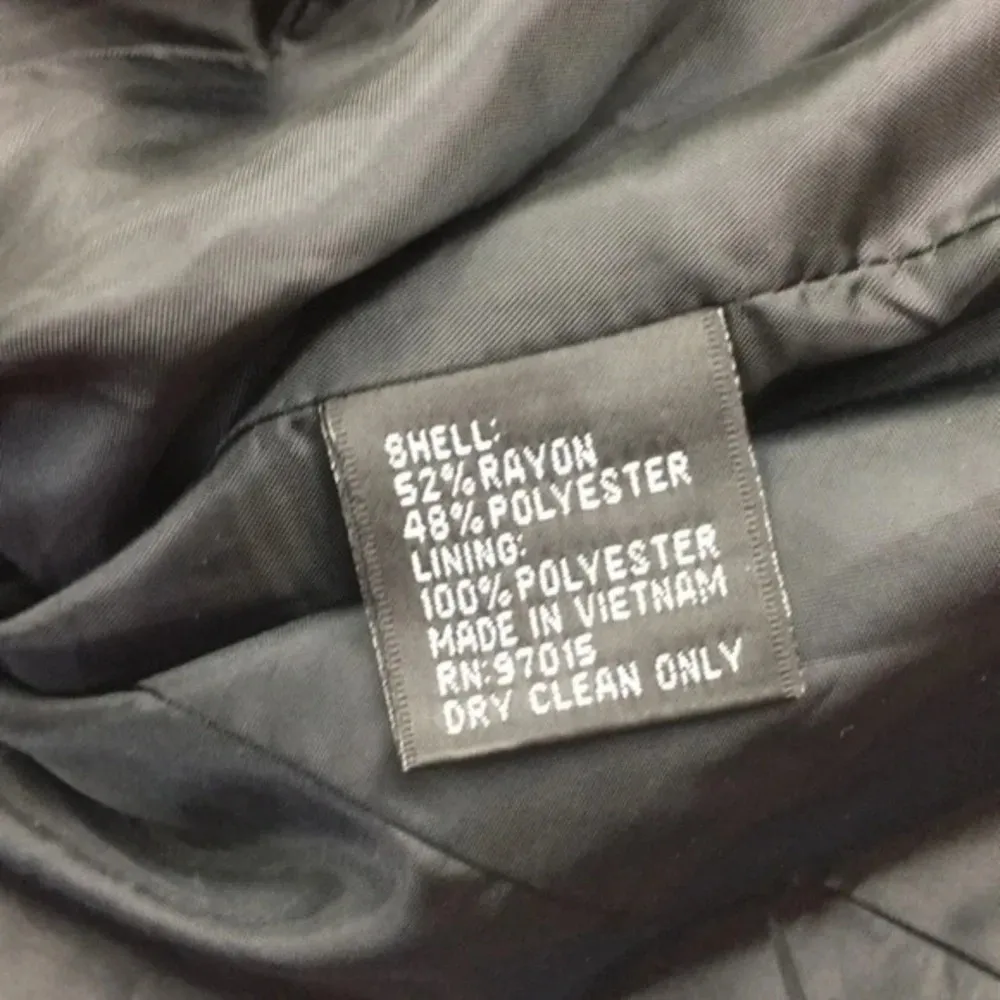 SHELL:
52% RAYON
48% POLYESTER
LINING:
100% POLYESTER
MADE IN VIETNAM
RN:97015
DRY CLEAN ONLY